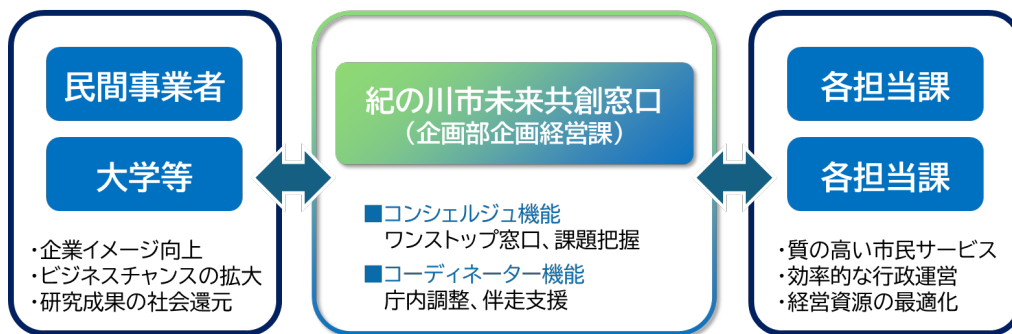 民間事業者
大学等
・企業イメージ向上
・ビジネスチャンスの拡大
・研究成果の社会還元
紀の川市未来共創窓口
（企画部企画経営課）
■コンシェルジュ機能
ワンストップ窓口、課題把握
■コーディネーター機能
庁内調整、伴走支援
各担当課
各担当課
・質の高い市民サービス
・効率的な行政運営
・経営資源の最適化